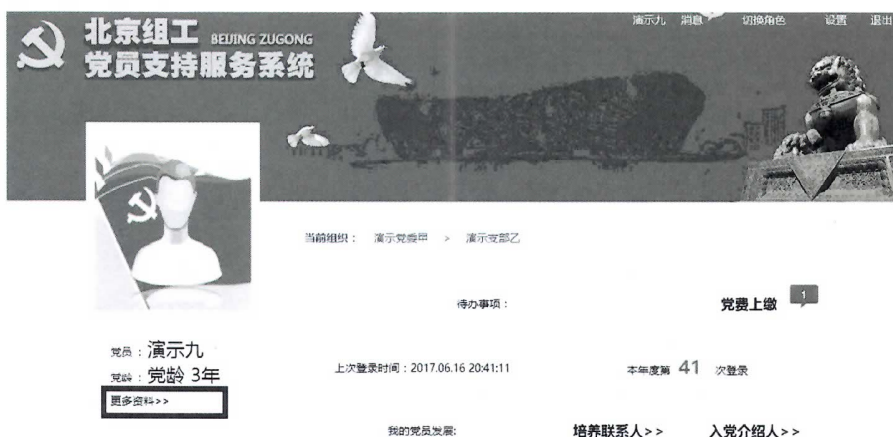 演示九 消息 切换角色 设置 退出
北京组工 BEIJING ZUGONG
党员支持服务系统
当前组织： 演示党委甲 > 演示支部乙
待办事项：
党费上缴 1
党员：演示九
党龄：党龄 3年
更多资料>>
上次登录时间：2017.06.16 20:41:11
本年度第 41 次登录
我的党员发展:
培养联系人>>
入党介绍人>>